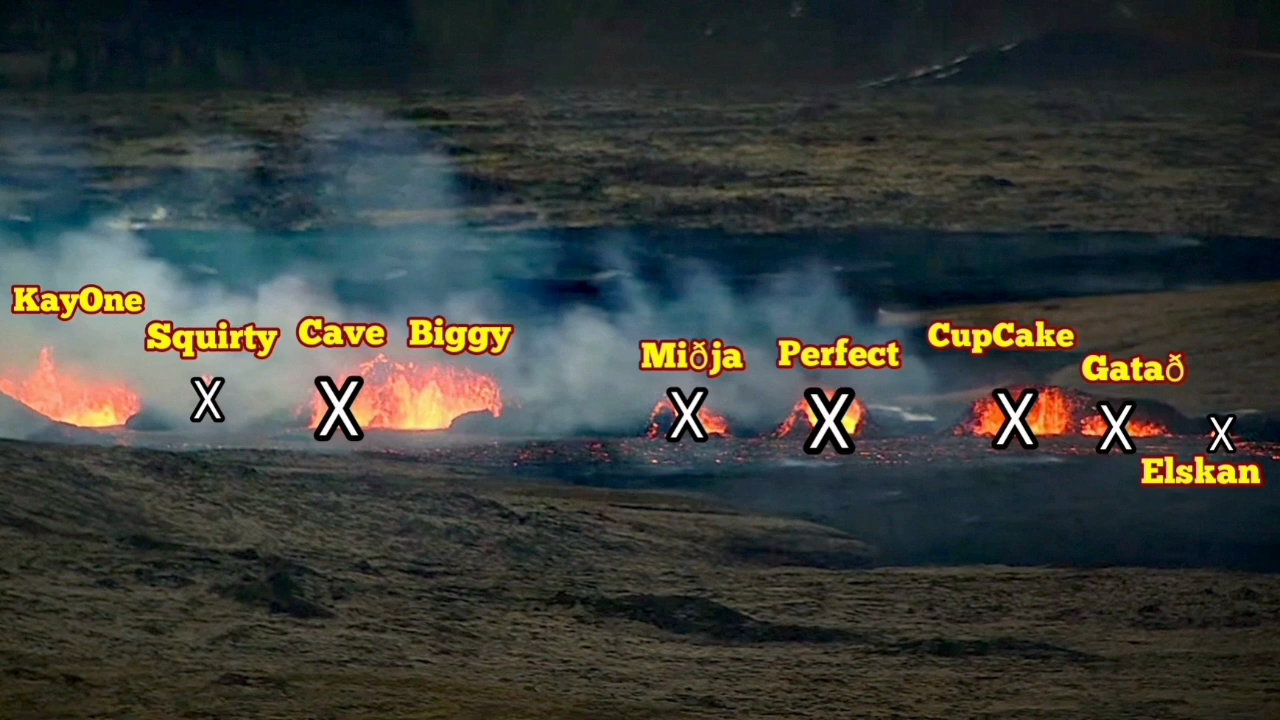 KayOne
Squirty
Cave
Biggy
Miðja
Perfect
CupCake
Gatað
Elskan
X
X
X
X
X
X
X